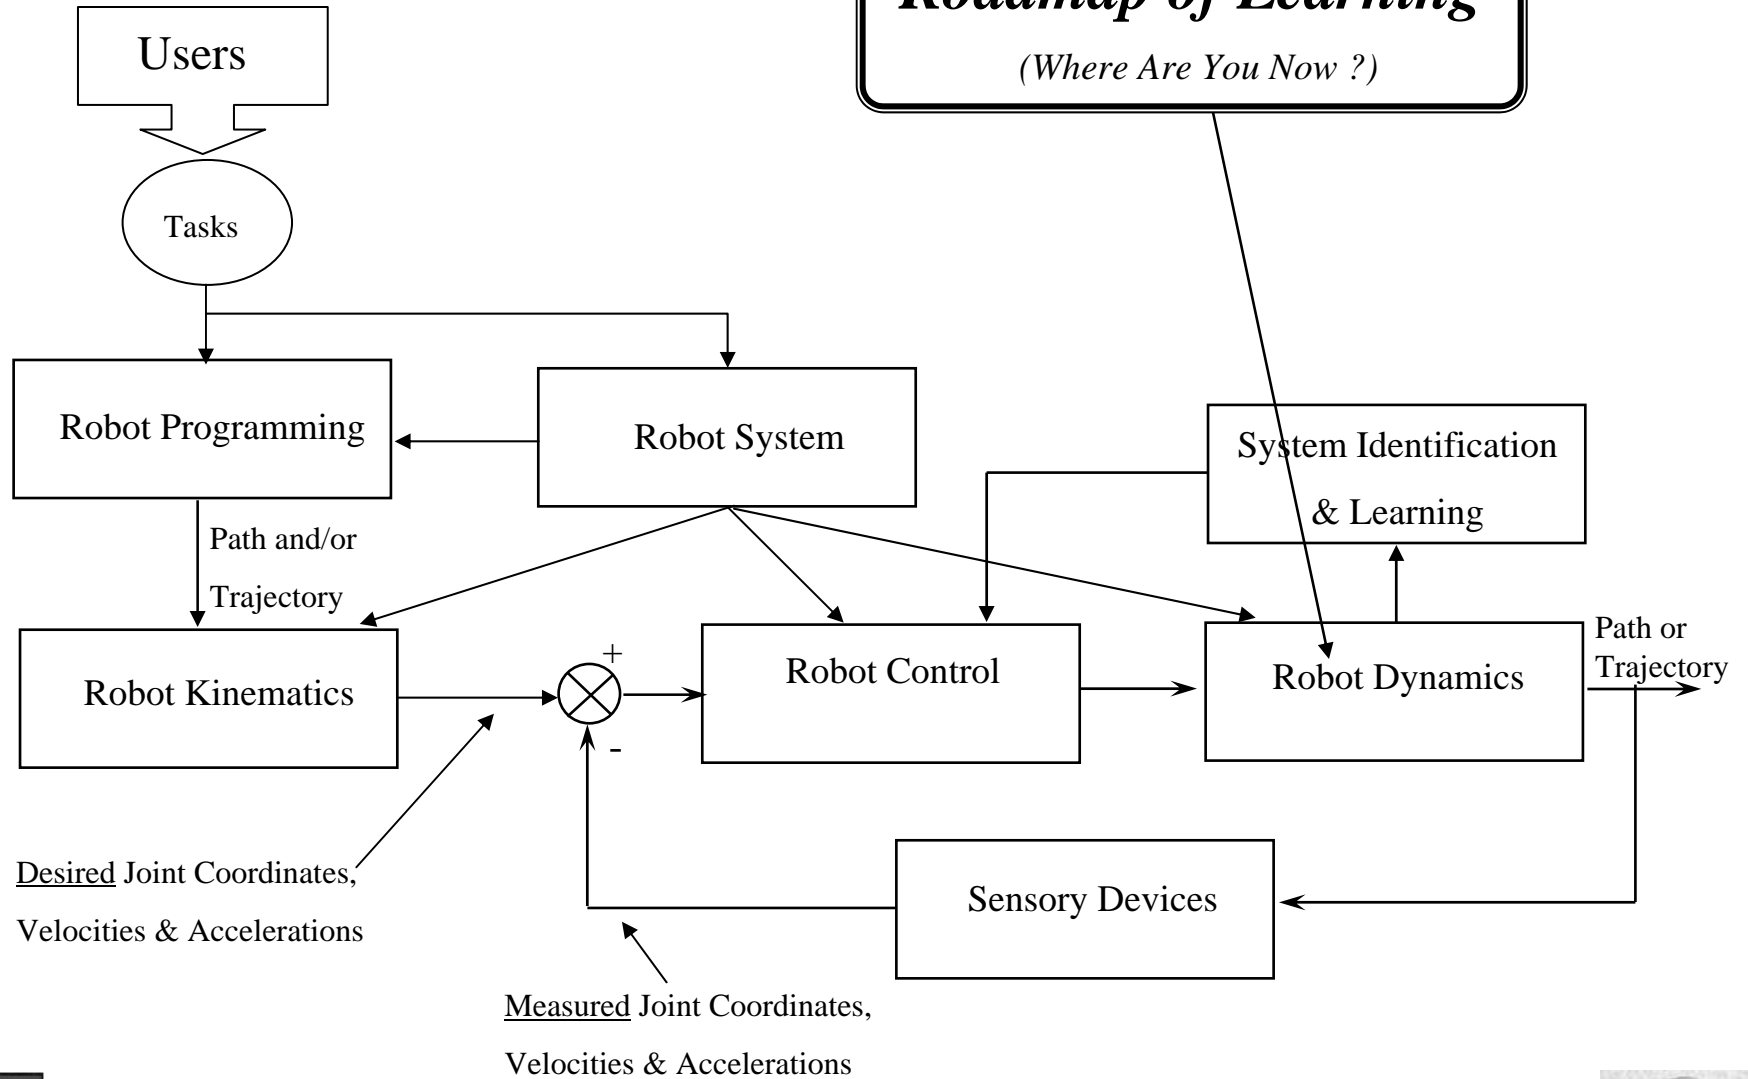 Roadmap of Learning
(Where Are You Now ?)
Users
Tasks
Robot Programming
Robot System
System Identification
& Learning
Path and/or
Trajectory
Robot Kinematics
+
-
Robot Control
Robot Dynamics
Path or
Trajectory
Desired Joint Coordinates,
Velocities & Accelerations
Sensory Devices
Measured Joint Coordinates,
Velocities & Accelerations